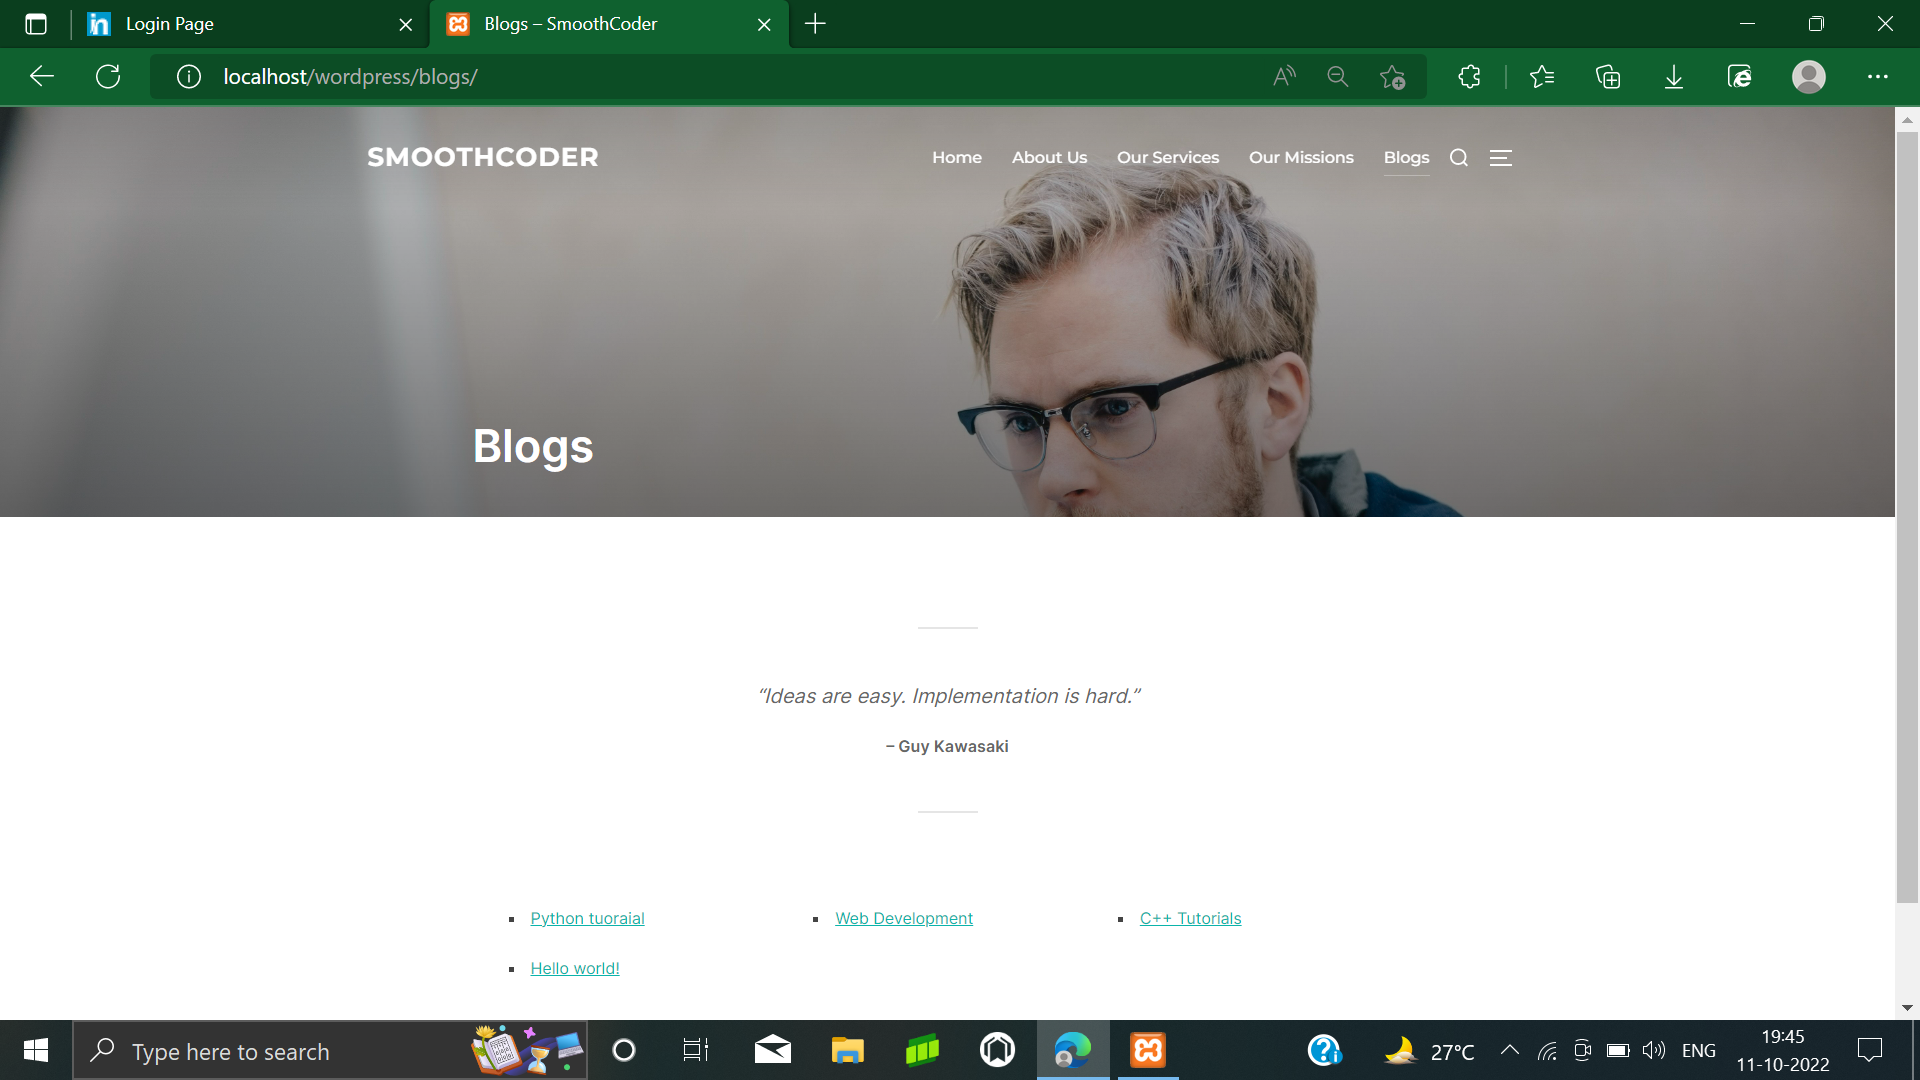 Login Page
Blogs – SmoothCoder
localhost/wordpress/blogs/
SMOOTHCODER
Home About Us Our Services Our Missions Blogs
Blogs
“Ideas are easy. Implementation is hard.”
– Guy Kawasaki
Python tuoraial Web Development C++ Tutorials
Hello world!
Type here to search
27°C
ENG
19:45
11-10-2022